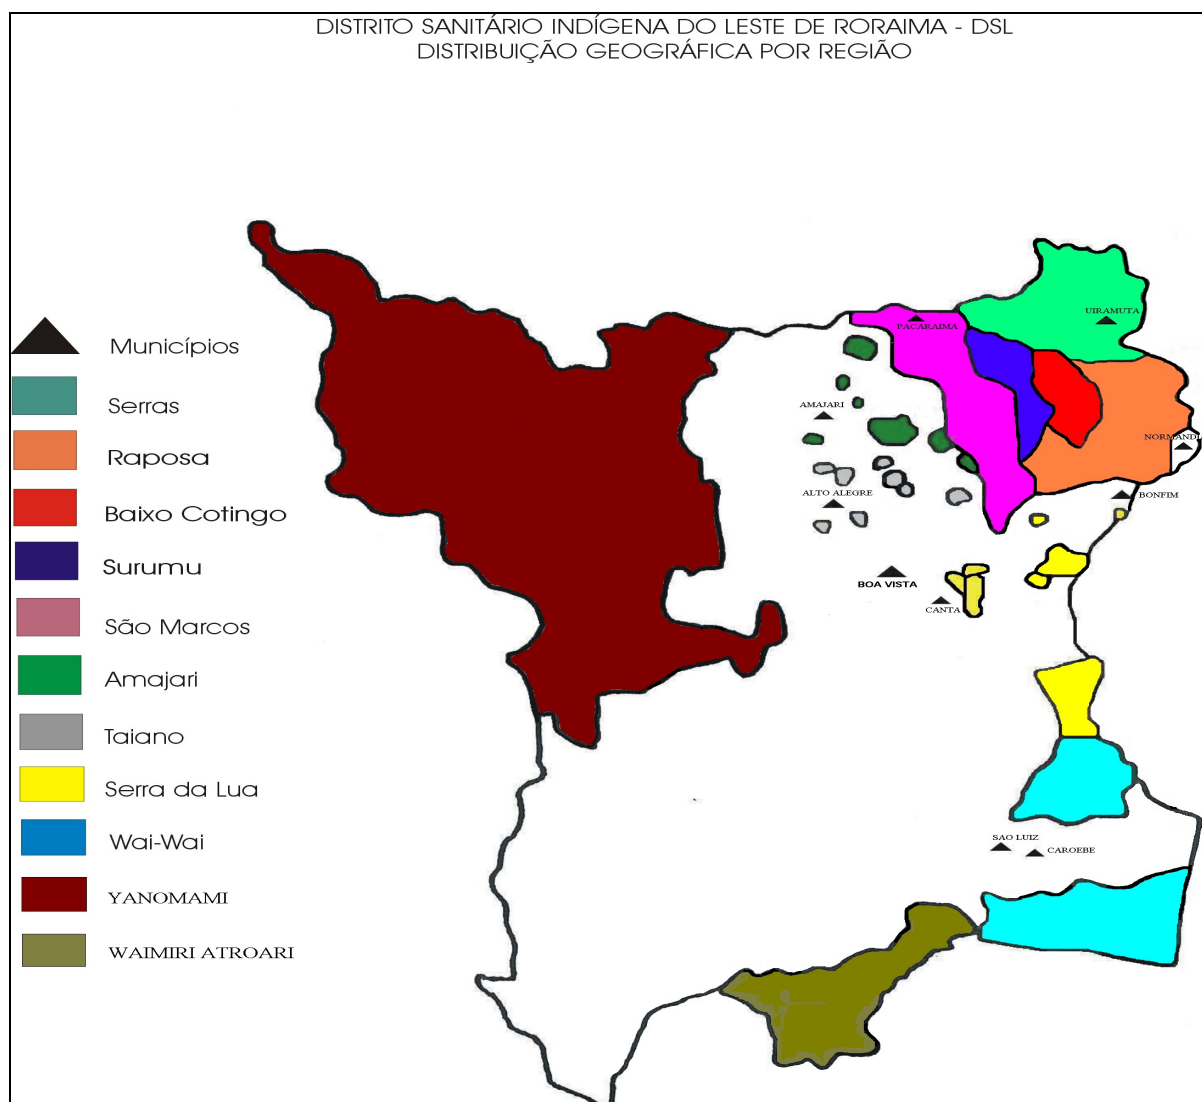 DISTRITO SANITÁRIO INDÍGENA DO LESTE DE RORAIMA - DSL
DISTRIBUIÇÃO GEOGRÁFICA POR REGIÃO
Municípios
Serras
Raposa
Baixo Cotingo
Surumu
São Marcos
Amajari
Taiano
Serra da Lua
Wai-Wai
YANOMAMI
WAIMIRI ATROARI
UIRAMUTA
PACARAIMA
AMAJARI
NORMANDI
ALTO ALEGRE
BONFIM
BOA VISTA
CANTA
SAO LUIZ
CAROEBE